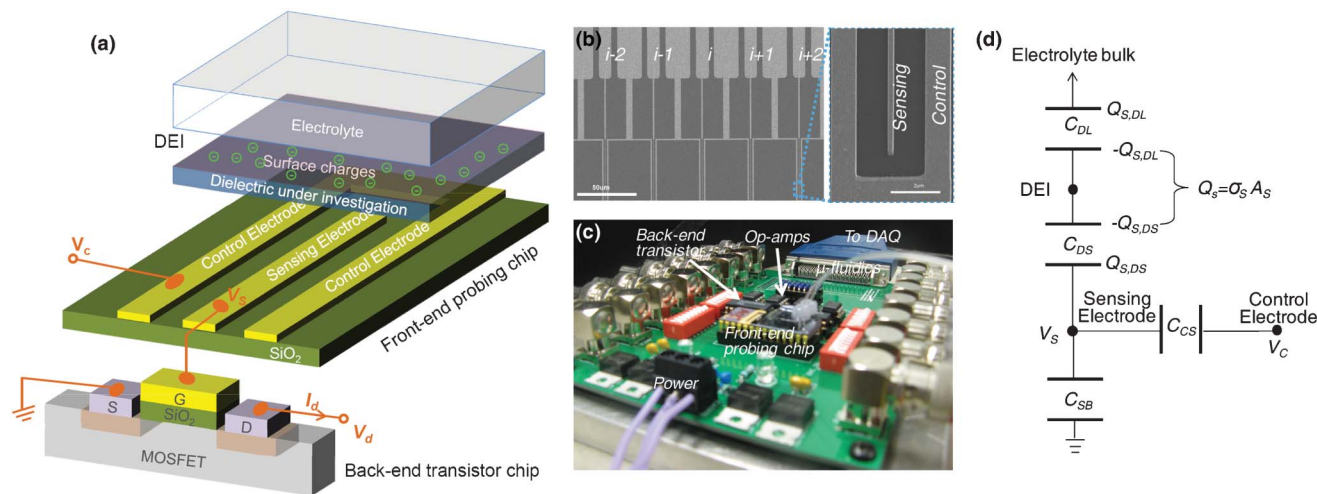 (a)
Electrolyte
DEI
Surface charges
Dielectric under investigation
Control Electrode
Sensing Electrode
Control Electrode
Vc
Vs
SiO2
Front-end probing chip
S
G
SiO2
D
Id
Vd
MOSFET
Back-end transistor chip
(b)
i-2
i-1
i
i+1
i+2
50um
Sensing
Control
2um
(c)
Back-end
transistor
Op-amps
To DAQ
μ-fluidics
Front-end
probing chip
Power
(d)
Electrolyte bulk
QS,DL
CDL
-QS,DL
DEI
Qs=σS AS
-QS,DS
CDS
QS,DS
Sensing
Electrode
Control
Electrode
VS
CCS
VC
CSB